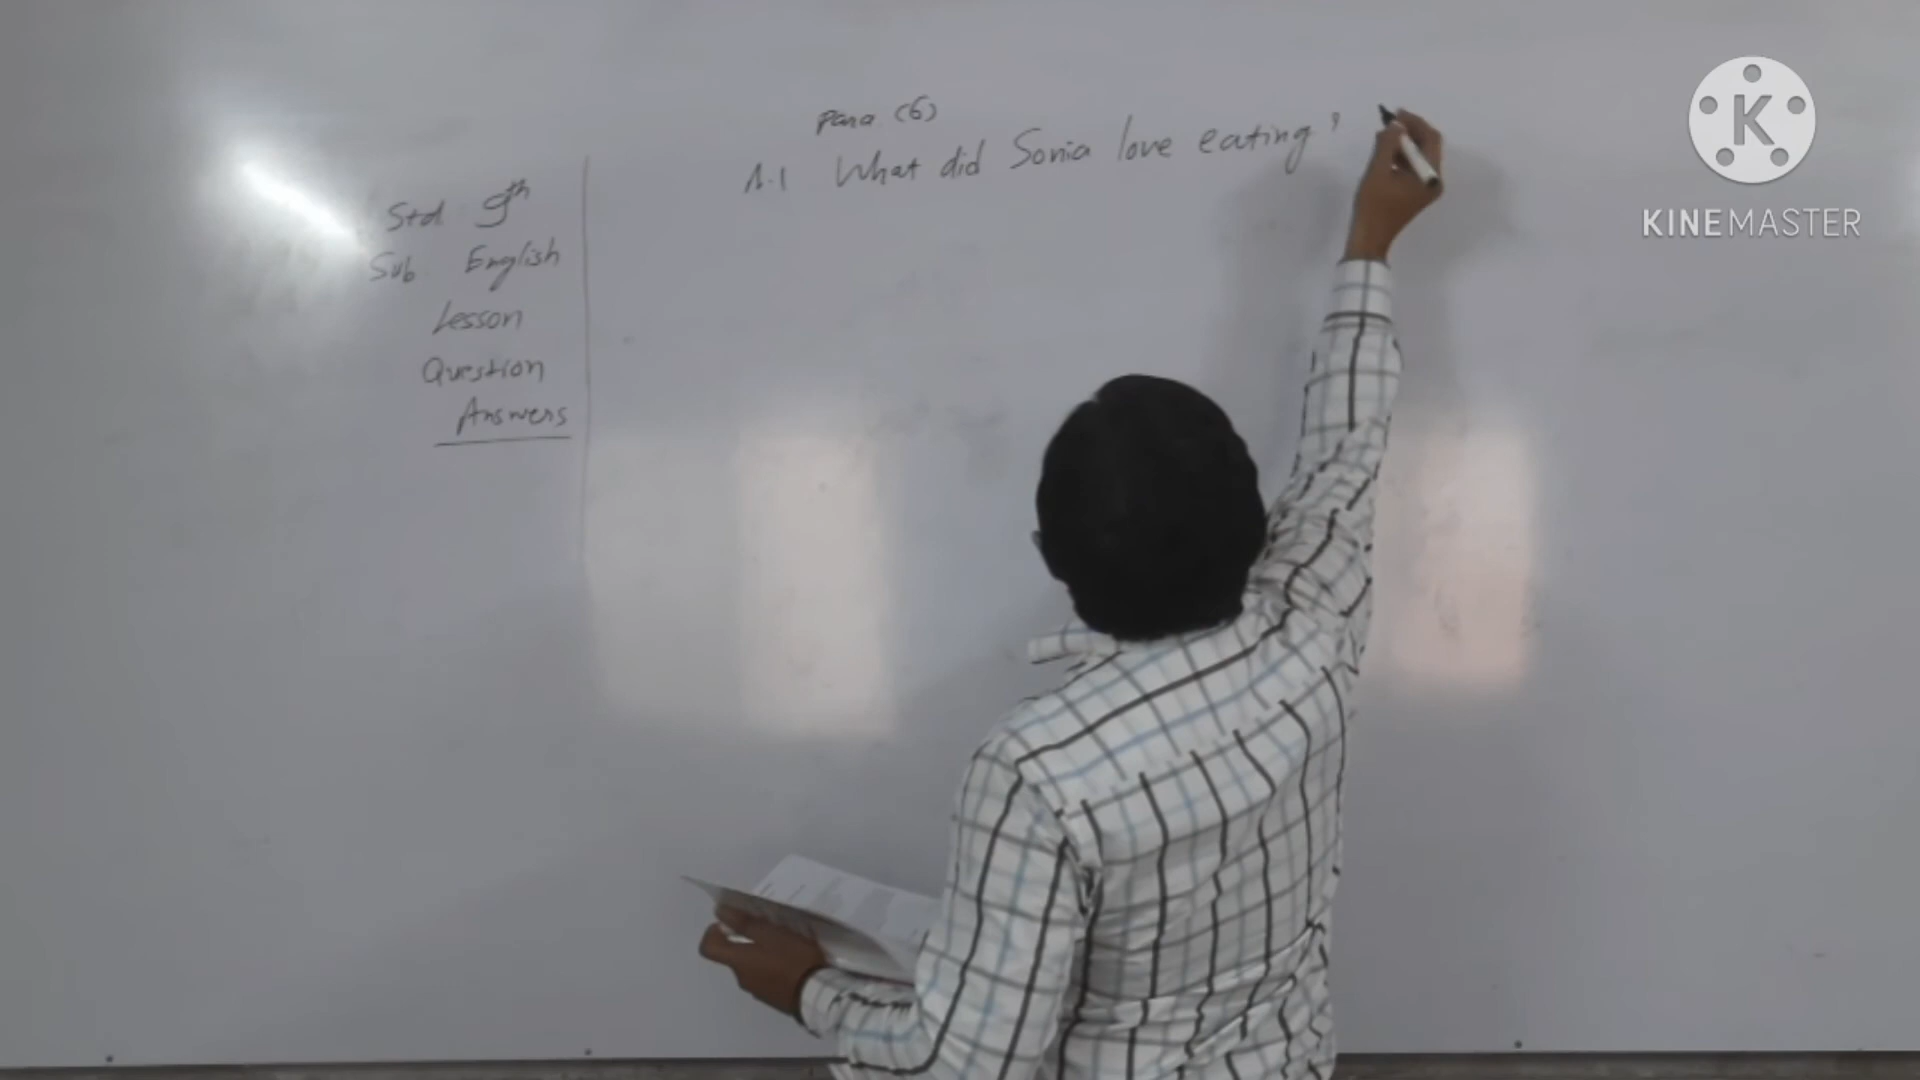 Std 9th
Sub English
Lesson
Question
Answers
Para (6)
1.1 What did Sonia love eating?
K
KINEMASTER